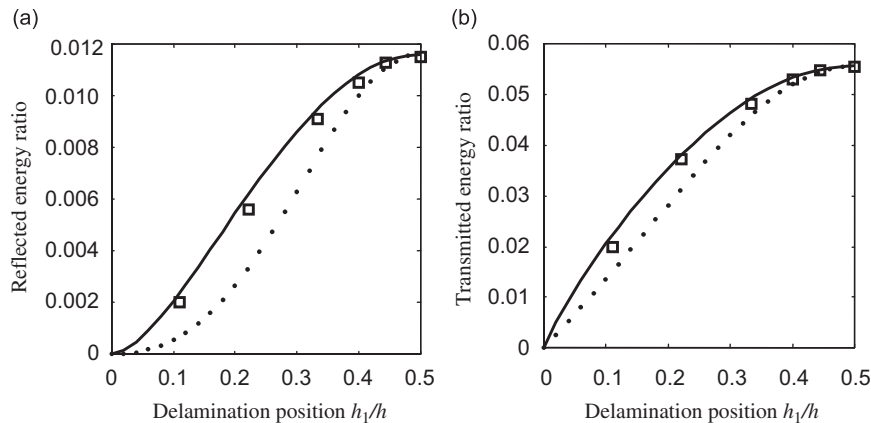 (a)
0.012
0.010
0.008
0.006
0.004
0.002
0
Reflected energy ratio
0 0.1 0.2 0.3 0.4 0.5
Delamination position h1/h
(b)
0.06
0.05
0.04
0.03
0.02
0.01
0
Transmitted energy ratio
0 0.1 0.2 0.3 0.4 0.5
Delamination position h1/h